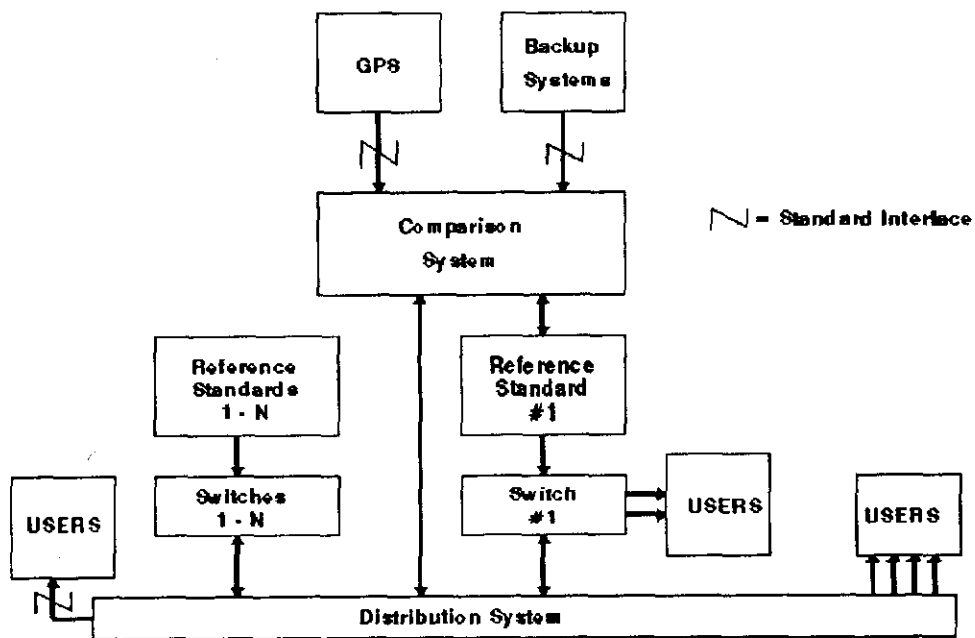 GPS
Backup
Systems
Comparison
System
= Standard Interface
Reference
Standards
1 - N
Reference
Standard
#1
Switches
1 - N
Switch
#1
USERS
USERS
USERS
Distribution System